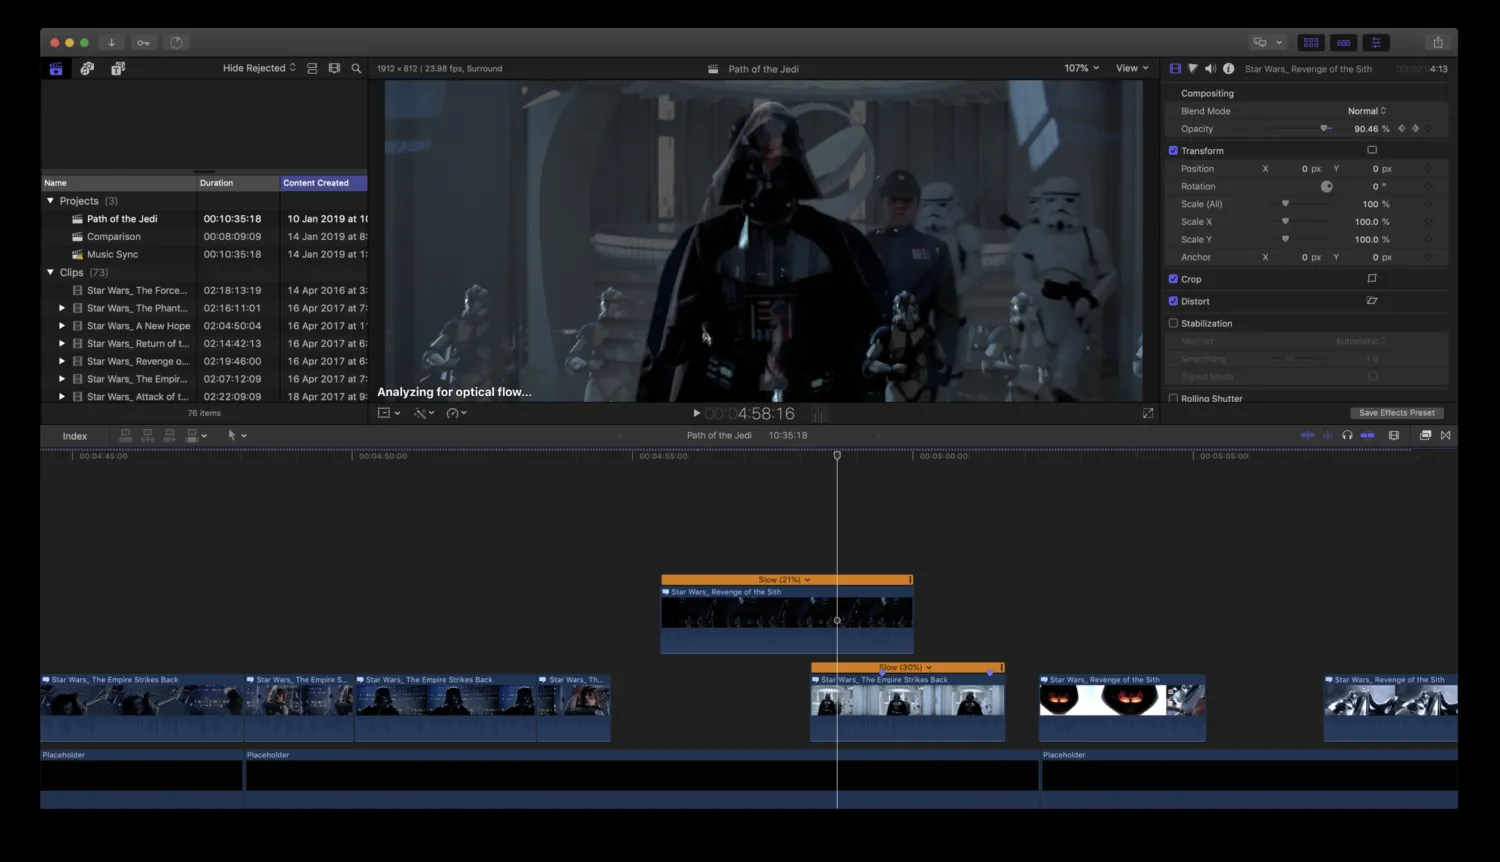 Hide Rejected
1912 × 812 | 23.98 fps, Surround
Path of the Jedi
107%
View
Star Wars_ Revenge of the Sith
4:13
Name Duration Content Created
Projects (3)
Path of the Jedi 00:10:35:18 10 Jan 2019 at 10
Comparison 00:08:09:09 14 Jan 2019 at 8:
Music Sync 00:10:35:18 14 Jan 2019 at 1:
Clips (73)
Star Wars_ The Force... 02:18:13:19 14 Apr 2016 at 3:
Star Wars_ The Phant... 02:16:11:01 16 Apr 2017 at 7:
Star Wars_ A New Hope 02:04:50:04 16 Apr 2017 at 1
Star Wars_ Return of t... 02:14:42:13 16 Apr 2017 at 6:
Star Wars_ Revenge o... 02:19:46:00 16 Apr 2017 at 6:
Star Wars_ The Empir... 02:07:12:09 16 Apr 2017 at 7:
Star Wars_ Attack of t... 02:22:09:09 18 Apr 2017 at 9:
76 items
Analyzing for optical flow...
00:04:58:16
Compositing
Blend Mode Normal
Opacity 90.46 %
Transform
Position X 0 px Y 0 px
Rotation 0 °
Scale (All) 100 %
Scale X 100.0 %
Scale Y 100.0 %
Anchor X 0 px Y 0 px
Crop
Distort
Stabilization
Method Automatic
Smoothing 1.0
Tripod Mode
Rolling Shutter
Save Effects Preset
Index
Path of the Jedi 10:35:18
00:04:45:00 00:04:50:00 00:04:55:00 00:05:00:00 00:05:05:00
Slow (21%)
Star Wars_ Revenge of the Sith
Slow (30%)
Star Wars_ The Empire Strikes Back
Star Wars_ The Empire S...
Star Wars_ The Empire Strikes Back
Star Wars_ Th...
Star Wars_ The Empire Strikes Back
Star Wars_ Revenge of the Sith
Star Wars_ Revenge of the Sith
Placeholder
Placeholder
Placeholder